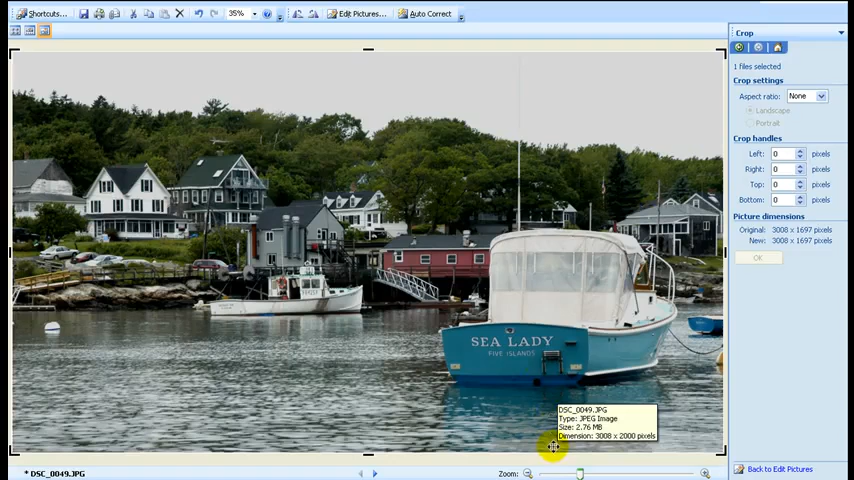 Shortcuts...
35%
Edit Pictures...
Auto Correct
Crop
1 files selected
Crop settings
Aspect ratio: None
Landscape
Portrait
Crop handles
Left: 0 pixels
Right: 0 pixels
Top: 0 pixels
Bottom: 0 pixels
Picture dimensions
Original: 3008 x 1697 pixels
New: 3008 x 1697 pixels
OK
SEA LADY
FIVE ISLANDS
DSC_0049.JPG
Type: JPEG Image
Size: 2.76 MB
Dimension: 3008 x 2000 pixels
* DSC_0049.JPG
Zoom:
Back to Edit Pictures